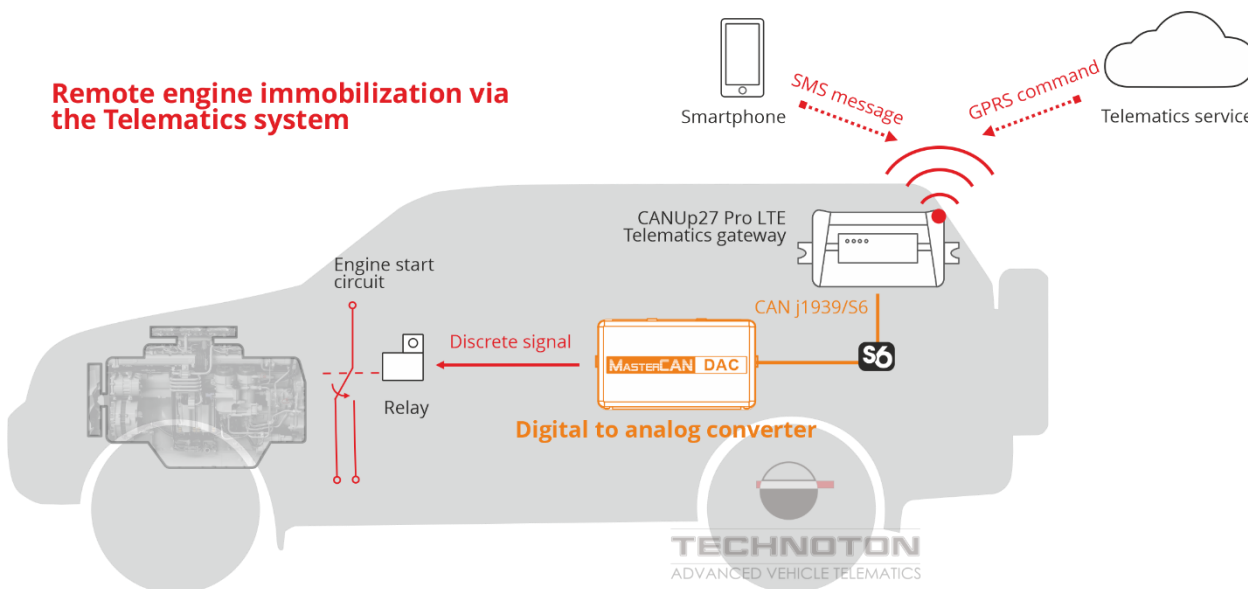 Remote engine immobilization via
the Telematics system
Smartphone
SMS message
GPRS command
Telematics service
CANUp27 Pro LTE
Telematics gateway
Engine start
circuit
CAN j1939/S6
Discrete signal
MASTERCAN DAC
S6
Relay
Digital to analog converter
TECHNOTON
ADVANCED VEHICLE TELEMATICS